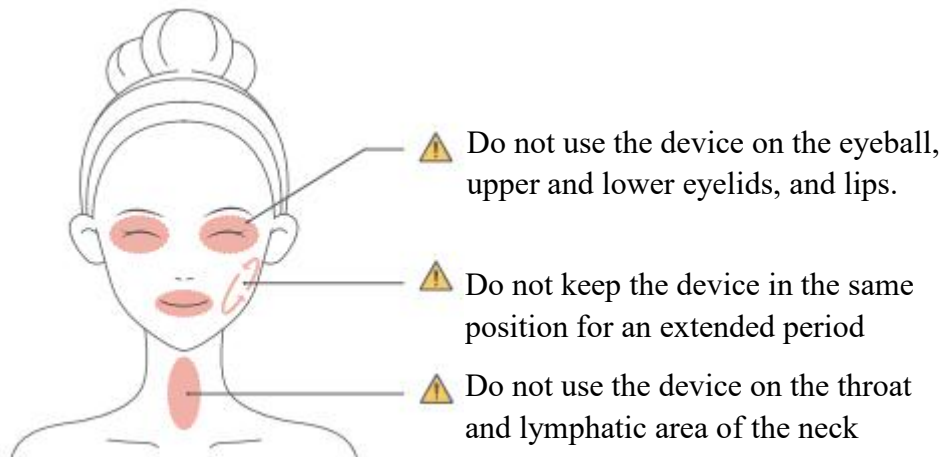 Do not use the device on the eyeball,
upper and lower eyelids, and lips.
Do not keep the device in the same
position for an extended period
Do not use the device on the throat
and lymphatic area of the neck